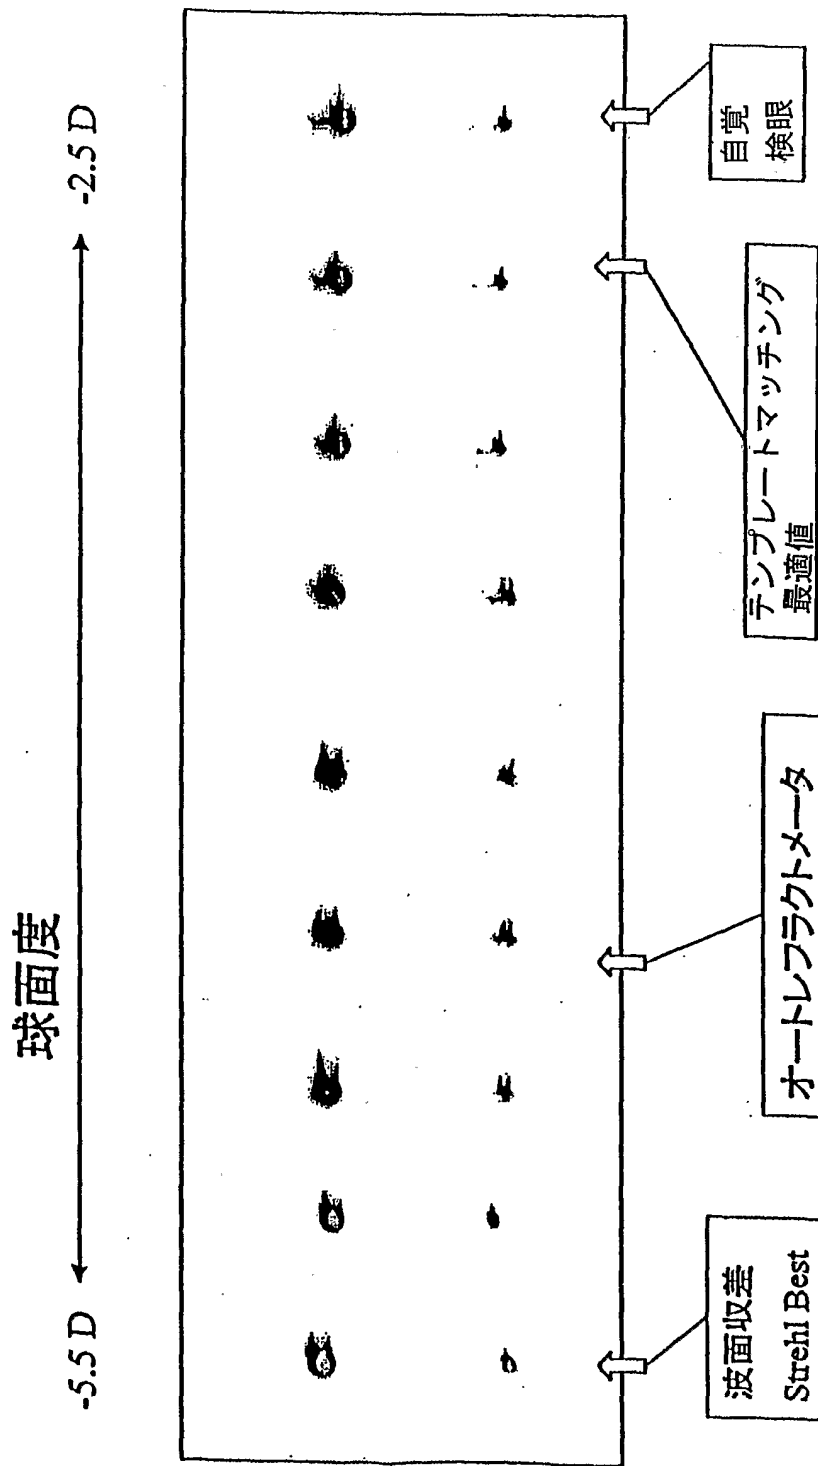 球面度
-5.5 D
-2.5 D
波面収差
Strehl Best
オートレフラクトメータ
テンプレートマッチング
最適値
自覚
検眼